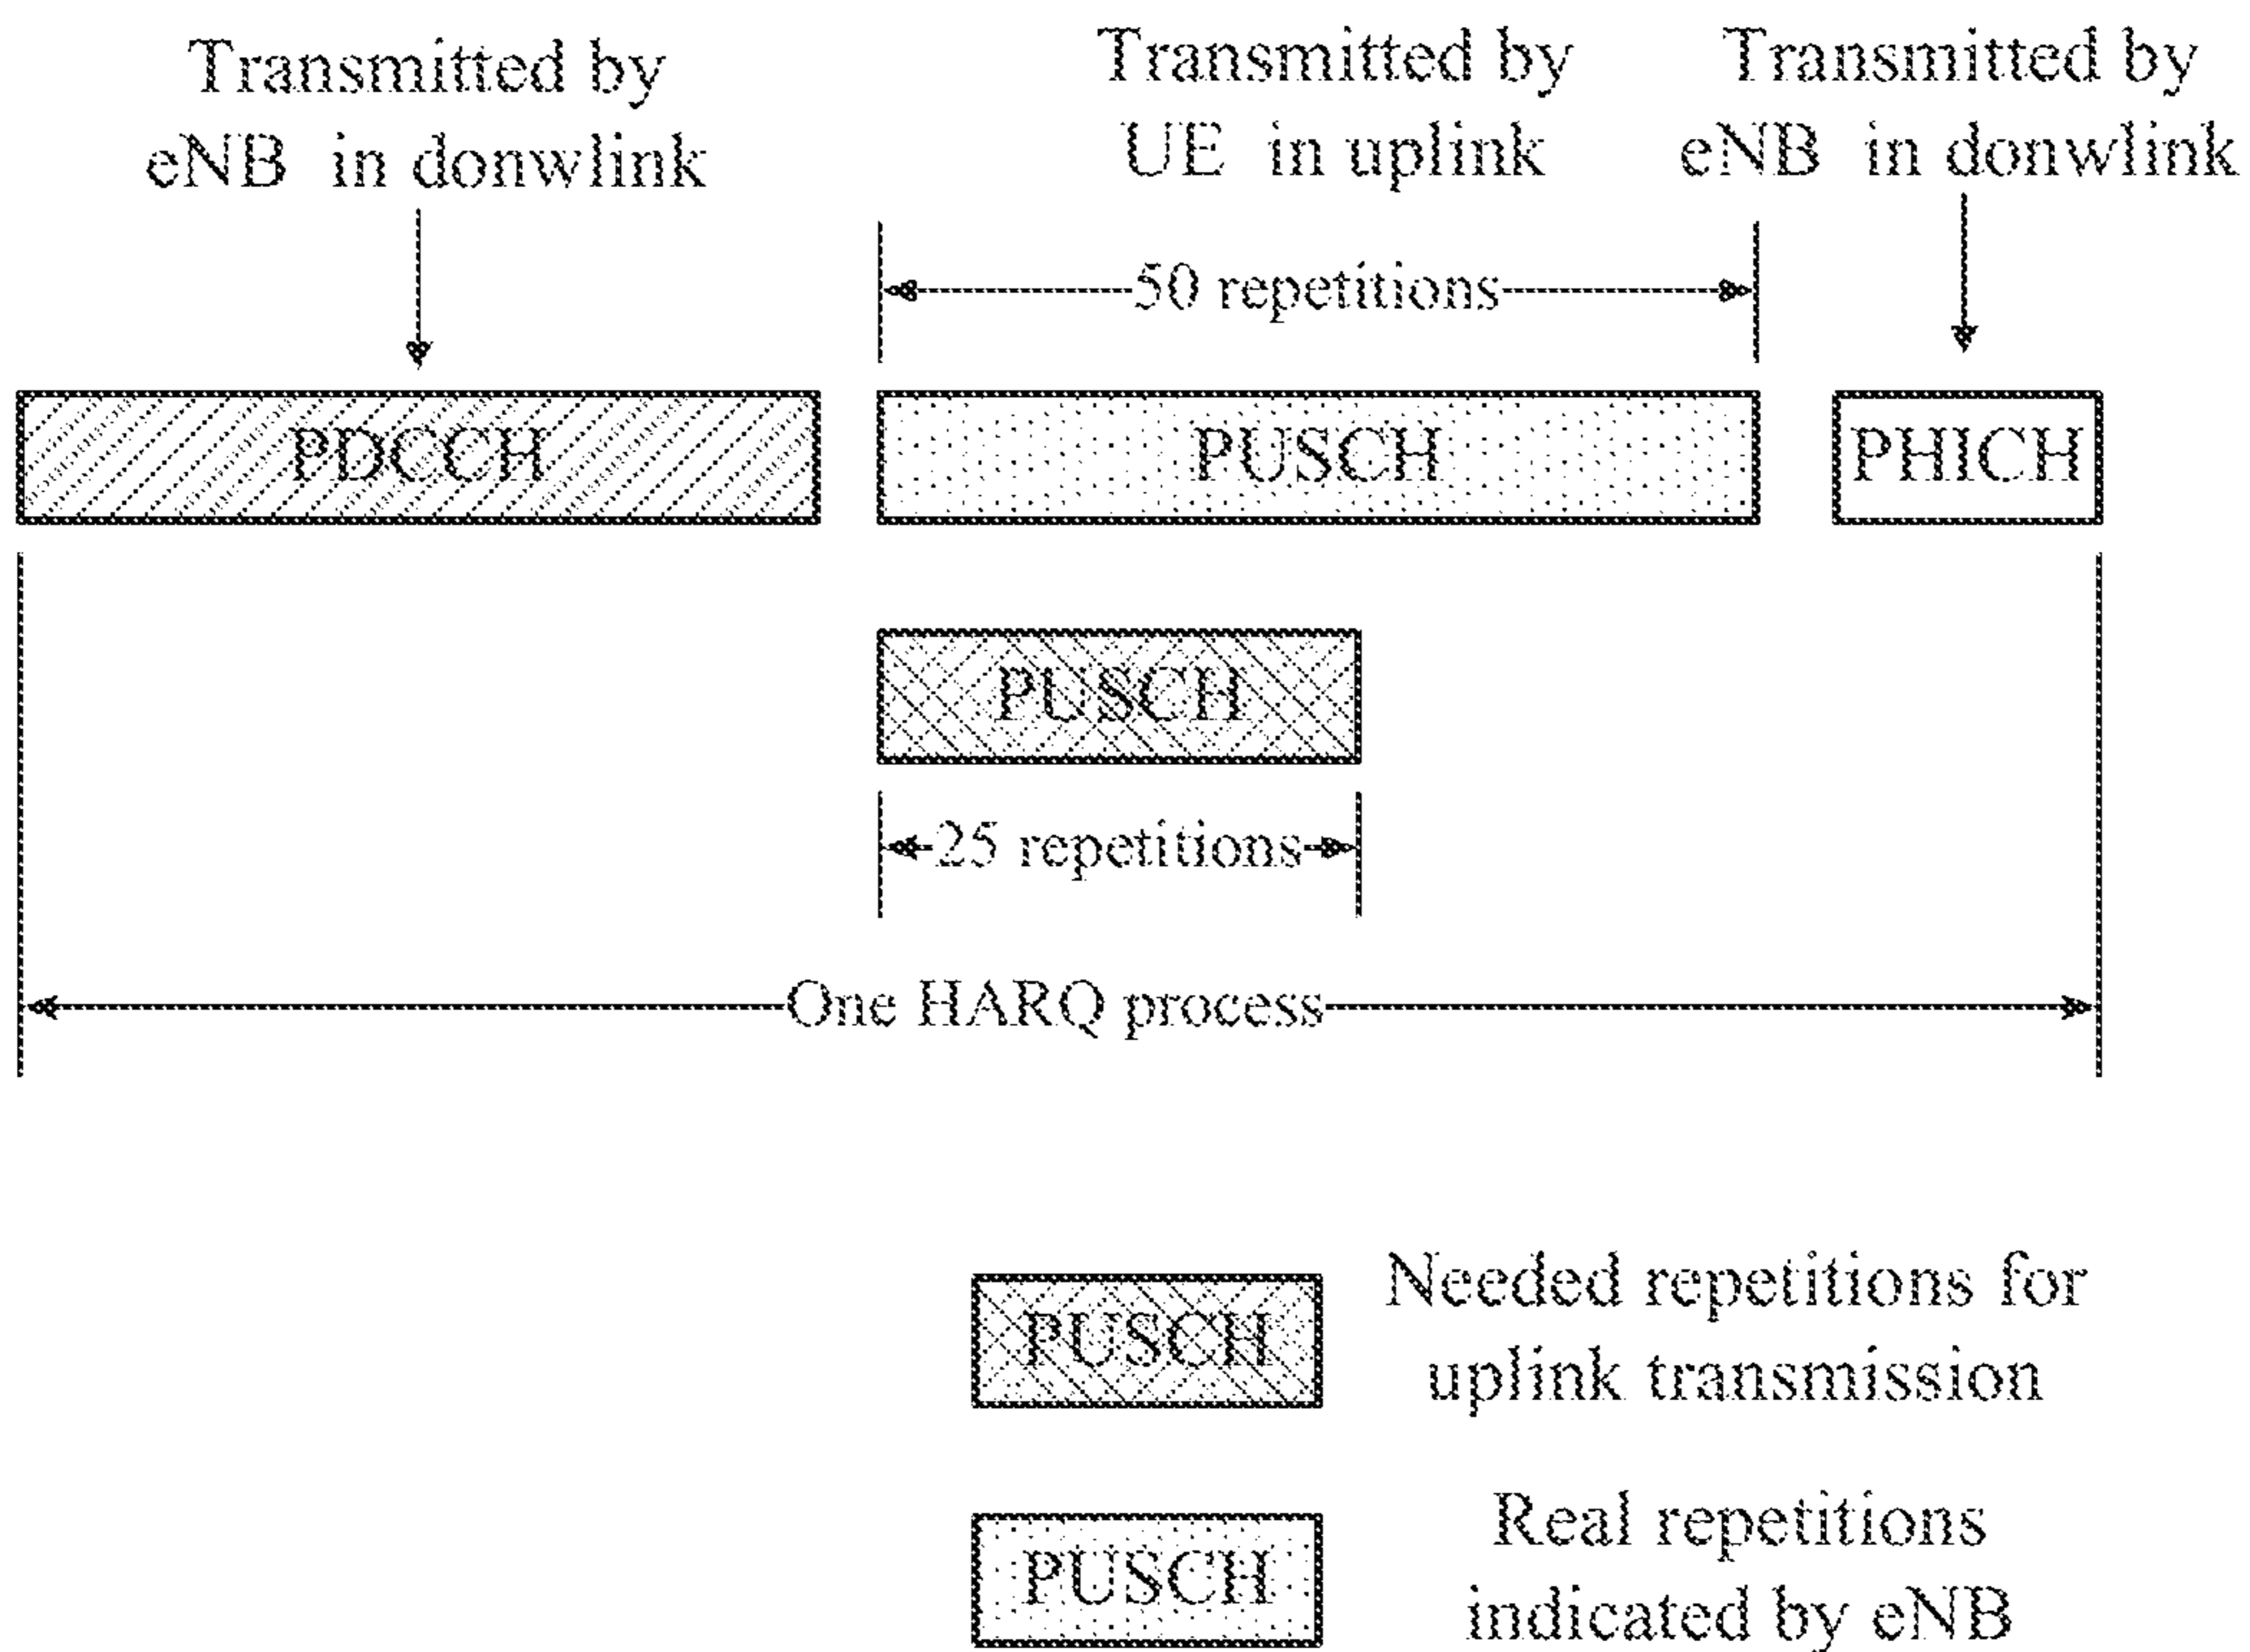 Transmitted by
eNB in donwlink
Transmitted by
UE in uplink
Transmitted by
eNB in donwlink
50 repetitions
PDCCH
PUSCH
PHICH
PUSCH
25 repetitions
One HARQ process
PUSCH
Needed repetitions for
uplink transmission
PUSCH
Real repetitions
indicated by eNB